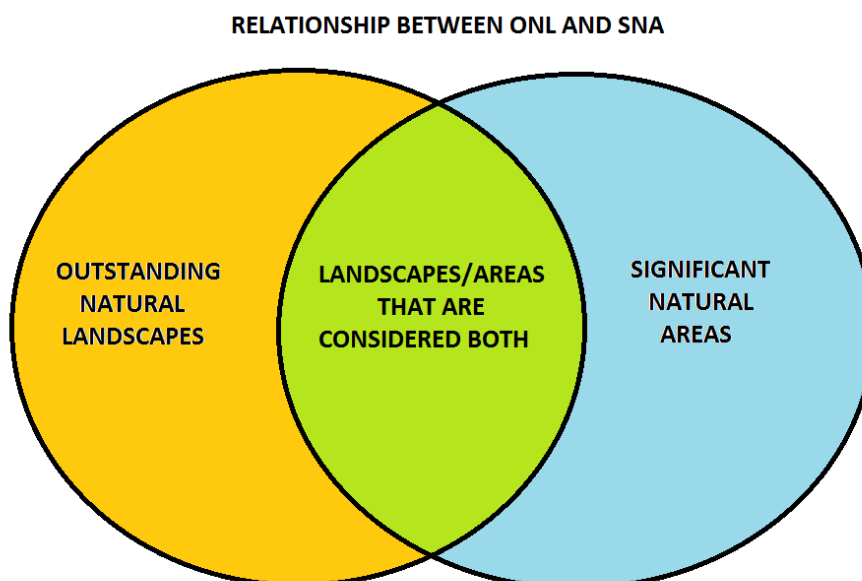 RELATIONSHIP BETWEEN ONL AND SNA
OUTSTANDING
NATURAL
LANDSCAPES
LANDSCAPES/AREAS
THAT ARE
CONSIDERED BOTH
SIGNIFICANT
NATURAL
AREAS